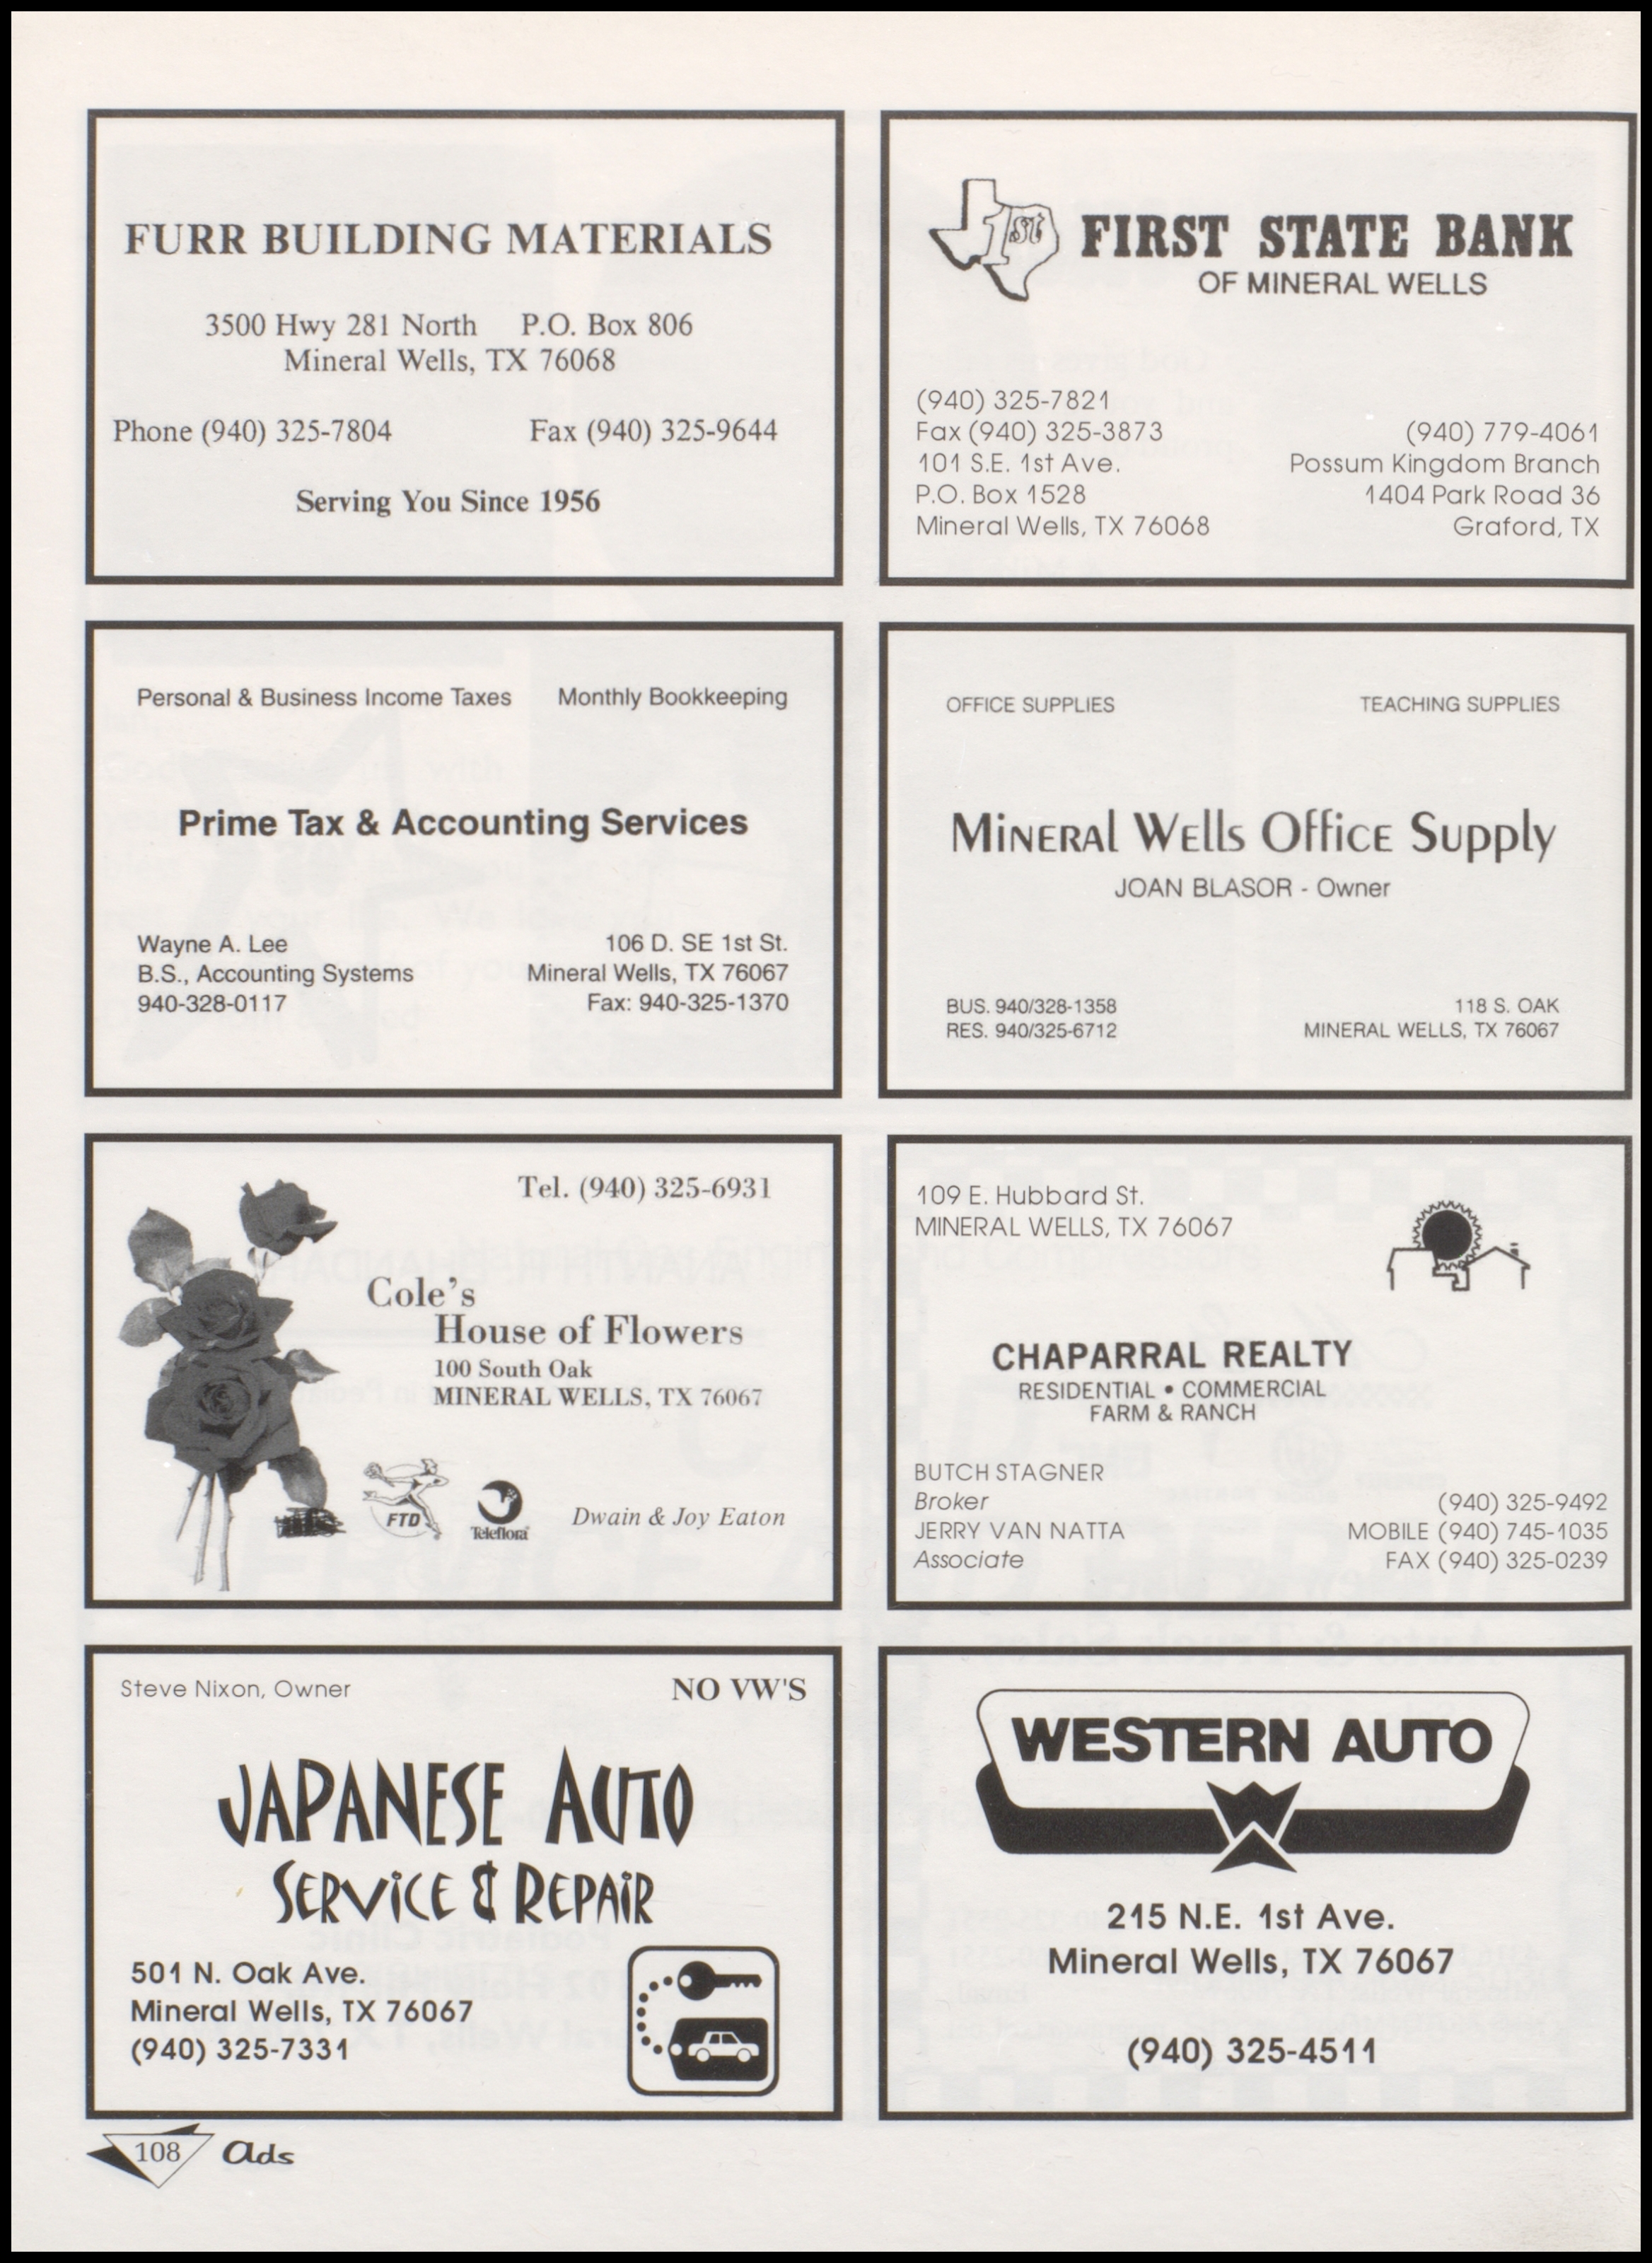 FURR BUILDING MATERIALS
3500 Hwy 281 North P.O. Box 806
Mineral Wells, TX 76068
Phone (940) 325-7804 Fax (940) 325-9644
Serving You Since 1956
1st
FIRST STATE BANK
OF MINERAL WELLS
(940) 325-7821
Fax (940) 325-3873
101 S.E. 1st Ave.
P.O. Box 1528
Mineral Wells, TX 76068
(940) 779-4061
Possum Kingdom Branch
1404 Park Road 36
Graford, TX
Personal & Business Income Taxes Monthly Bookkeeping
Prime Tax & Accounting Services
Wayne A. Lee
B.S., Accounting Systems
940-328-0117
106 D. SE 1st St.
Mineral Wells, TX 76067
Fax: 940-325-1370
OFFICE SUPPLIES TEACHING SUPPLIES
Mineral Wells Office Supply
JOAN BLASOR - Owner
BUS. 940/328-1358
RES. 940/325-6712
118 S. OAK
MINERAL WELLS, TX 76067
Tel. (940) 325-6931
Cole's
House of Flowers
100 South Oak
MINERAL WELLS, TX 76067
FTD
Teleflora
Dwain & Joy Eaton
109 E. Hubbard St.
MINERAL WELLS, TX 76067
CHAPARRAL REALTY
RESIDENTIAL • COMMERCIAL
FARM & RANCH
BUTCH STAGNER
Broker
JERRY VAN NATTA
Associate
(940) 325-9492
MOBILE (940) 745-1035
FAX (940) 325-0239
Steve Nixon, Owner NO VW'S
JAPANESE AUTO
SERVICE & REPAIR
501 N. Oak Ave.
Mineral Wells, TX 76067
(940) 325-7331
WESTERN AUTO
215 N.E. 1st Ave.
Mineral Wells, TX 76067
(940) 325-4511
108 Ads